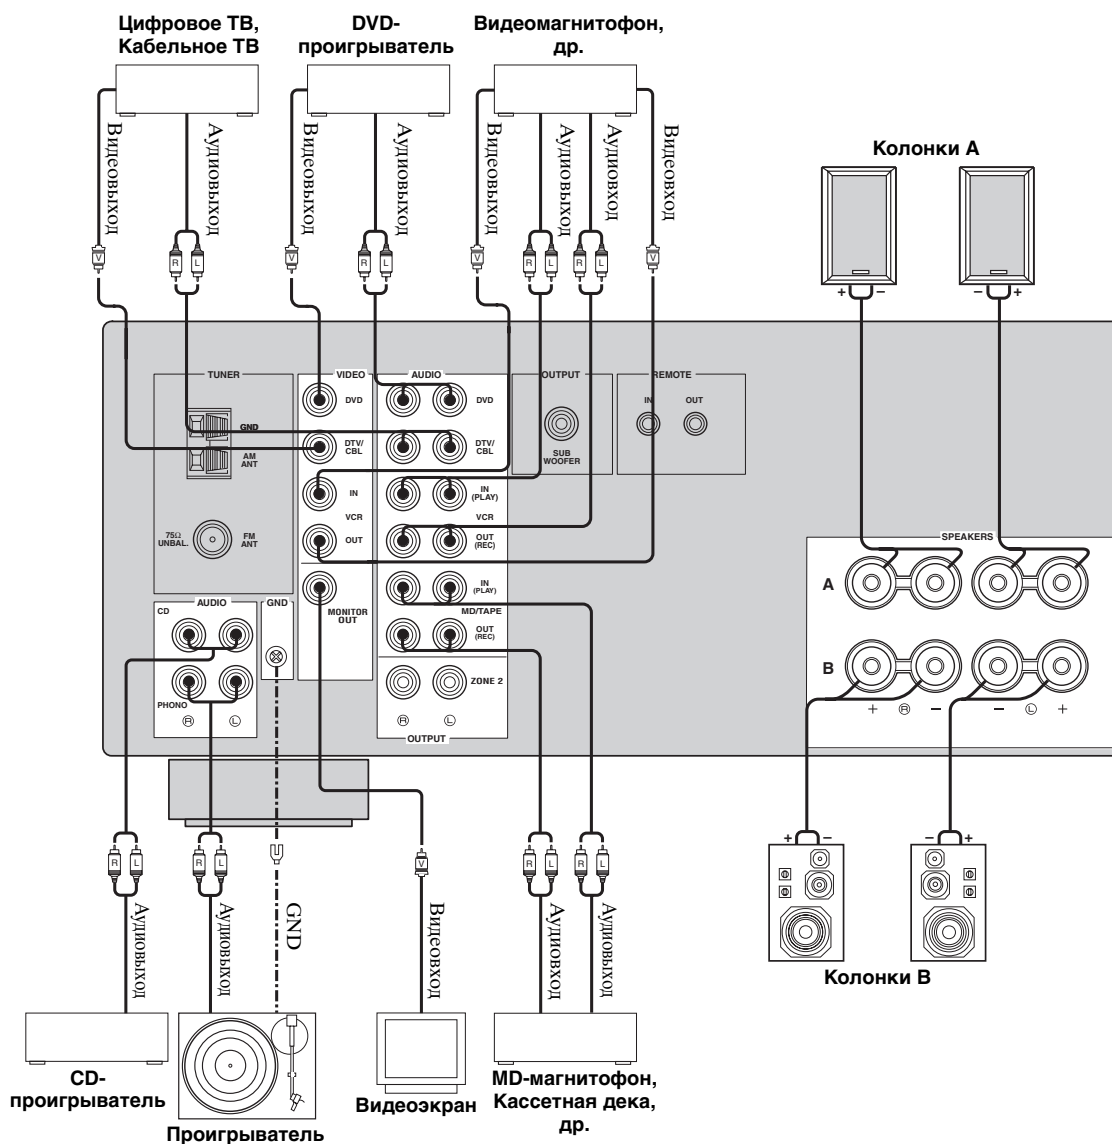 Цифровое ТВ,
Кабельное ТВ
DVD-
проигрыватель
Видеомагнитофон,
др.
Видеовыход
Аудиовыход
Видеовыход
Аудиовыход
Видеовыход
Аудиовыход
Аудиовход
Видеовход
Колонки А
V
R L
V
R L
V
R L
R L
V
+ −
− +
TUNER
VIDEO
AUDIO
OUTPUT
REMOTE
DVD
DVD
IN
OUT
GND
DTV/
CBL
DTV/
CBL
SUB
WOOFER
AM
ANT
IN
IN
(PLAY)
VCR
VCR
75Ω
UNBAL.
FM
ANT
OUT
OUT
(REC)
SPEAKERS
A
IN
(PLAY)
AUDIO
GND
CD
MONITOR
OUT
MD/TAPE
OUT
(REC)
B
ZONE 2
PHONO
R L
R L
OUTPUT
+ R −
− L +
+ −
− +
R L
R L
V
R L
R L
Аудиовыход
Аудиовыход
GND
Видеовход
Аудиовход
Аудиовыход
Колонки В
CD-
проигрыватель
Проигрыватель
Видеоэкран
MD-магнитофон,
Кассетная дека,
др.